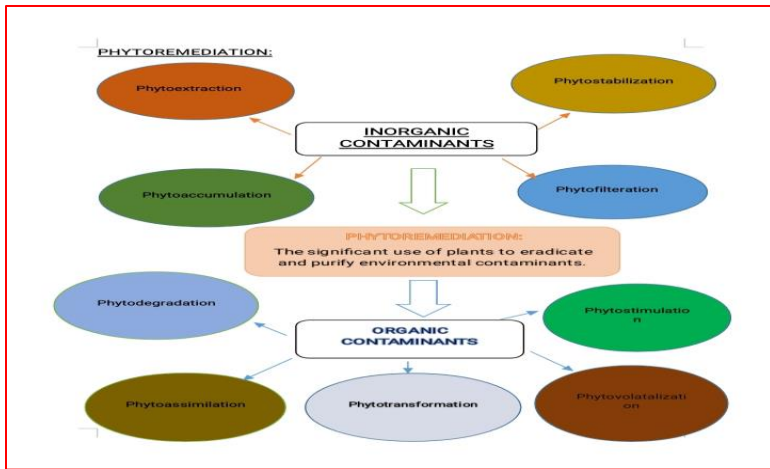 PHYTOREMEDIATION:
Phytoextraction
Phytostabilization
INORGANIC
CONTAMINANTS
Phytoaccumulation
Phytofilteration
PHYTOREMEDIATION:
The significant use of plants to eradicate
and purify environmental contaminants.
Phytodegradation
Phytostimulatio
n
ORGANIC
CONTAMINANTS
Phytoassimilation
Phytotransformation
Phytovolatalizati
on